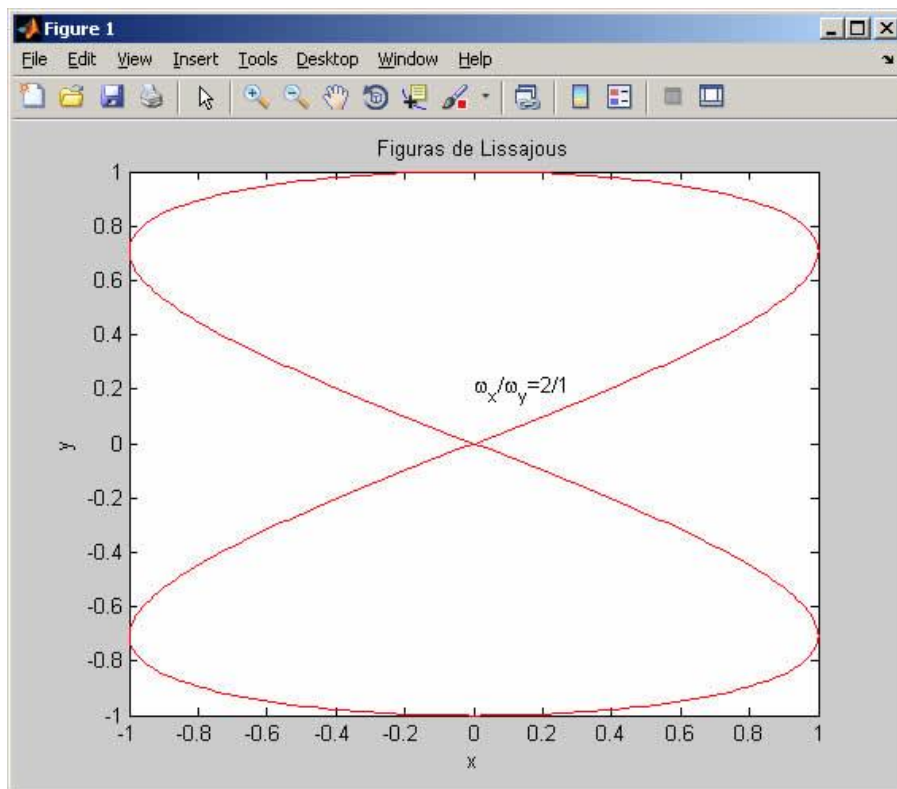 Figure 1
File Edit View Insert Tools Desktop Window Help
Figuras de Lissajous
1
0.8
0.6
0.4
0.2
0
-0.2
-0.4
-0.6
-0.8
-1
y
ωx/ωy=2/1
-1 -0.8 -0.6 -0.4 -0.2 0 0.2 0.4 0.6 0.8 1
x